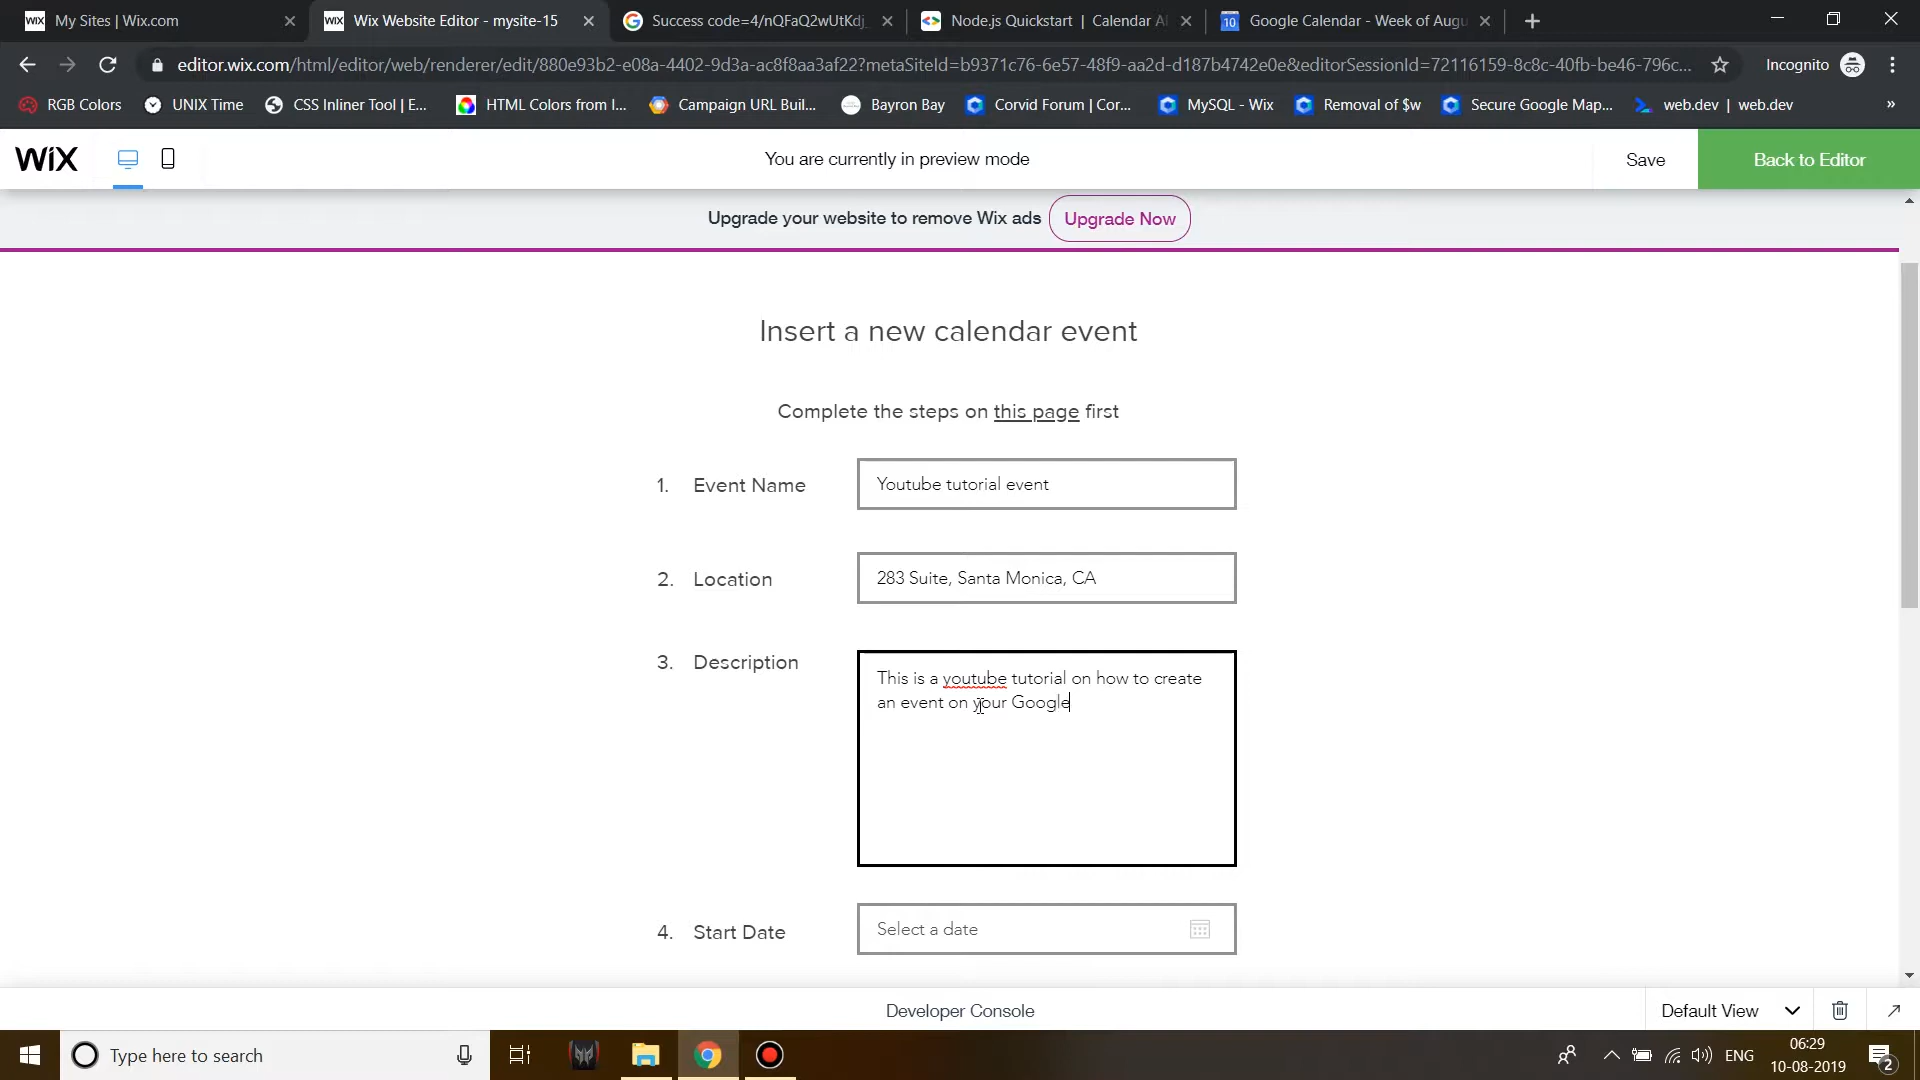 My Sites | Wix.com
Wix Website Editor - mysite-15
Success code=4/nQFaQ2wUtKdj
Node.js Quickstart | Calendar A
Google Calendar - Week of Augu
editor.wix.com/html/editor/web/renderer/edit/880e93b2-e08a-4402-9d3a-ac8f8aa3af22?metaSiteId=b9371c76-6e57-48f9-aa2d-d187b4742e0e&editorSessionId=72116159-8c8c-40fb-be46-796c...
Incognito
RGB Colors
UNIX Time
CSS Inliner Tool | E...
HTML Colors from I...
Campaign URL Buil...
Bayron Bay
Corvid Forum | Cor...
MySQL - Wix
Removal of $w
Secure Google Map...
web.dev | web.dev
»
WiX
You are currently in preview mode
Save
Back to Editor
Upgrade your website to remove Wix ads
Upgrade Now
Insert a new calendar event
Complete the steps on this page first
1. Event Name
Youtube tutorial event
2. Location
283 Suite, Santa Monica, CA
3. Description
This is a youtube tutorial on how to create
an event on your Google
4. Start Date
Select a date
Developer Console
Default View
Type here to search
ENG
06:29
10-08-2019
2